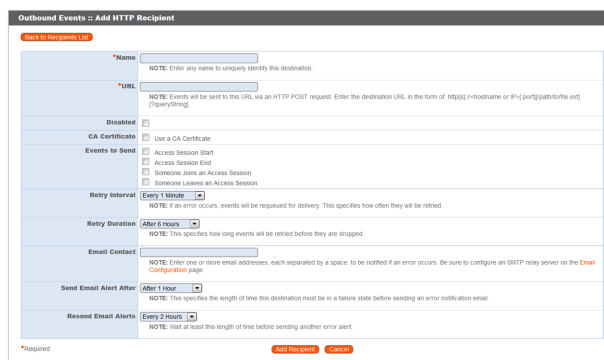 Outbound Events :: Add HTTP Recipient
Back to Recipients List
*Name
NOTE: Enter any name to uniquely identify this destination.
*URL
NOTE: Events will be sent to this URL via an HTTP POST request. Enter the destination URL in the form of: http[s]://<hostname or IP>[:port][/path/to/file.ext]
[?queryString]
Disabled
CA Certificate Use a CA Certificate
Events to Send Access Session Start
Access Session End
Someone Joins an Access Session
Someone Leaves an Access Session
Retry Interval Every 1 Minute
NOTE: If an error occurs, events will be requeued for delivery. This specifies how often they will be retried.
Retry Duration After 6 Hours
NOTE: This specifies how long events will be retried before they are dropped.
Email Contact
NOTE: Enter one or more email addresses, each separated by a space, to be notified if an error occurs. Be sure to configure an SMTP relay server on the Email
Configuration page.
Send Email Alert After After 1 Hour
NOTE: This specifies the length of time this destination must be in a failure state before sending an error notification email.
Resend Email Alerts Every 2 Hours
NOTE: Wait at least this length of time before sending another error alert.
*Required Add Recipient Cancel